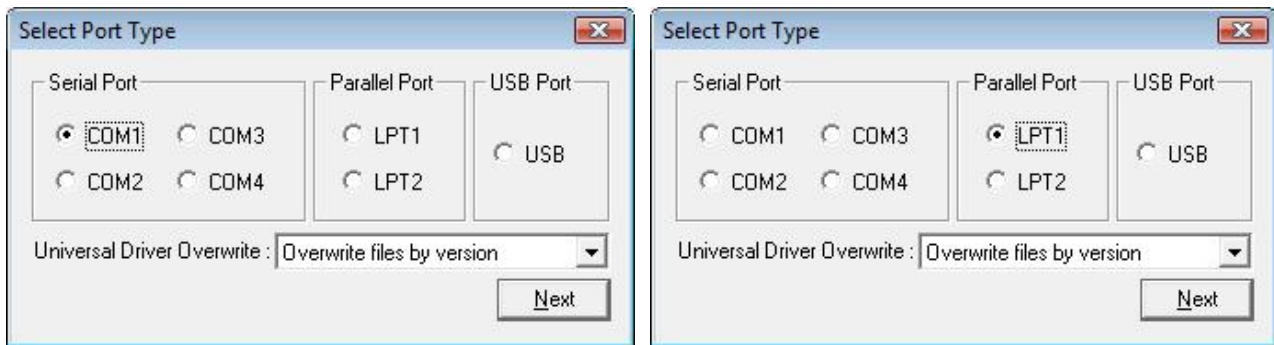 Select Port Type
Serial Port Parallel Port USB Port
COM1 COM3 LPT1 USB
COM2 COM4 LPT2
Universal Driver Overwrite : Overwrite files by version
Next
Select Port Type
Serial Port Parallel Port USB Port
COM1 COM3 LPT1 USB
COM2 COM4 LPT2
Universal Driver Overwrite : Overwrite files by version
Next